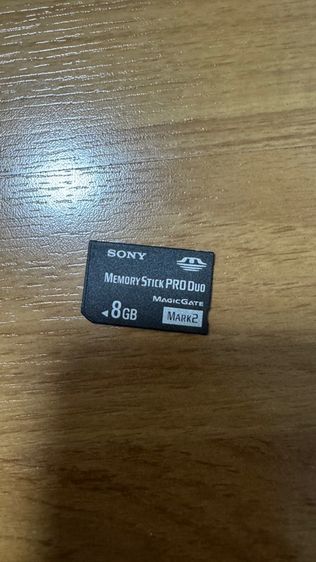 SONY
MEMORY STICK PRO DUO
MAGICGATE
8GB MARK2